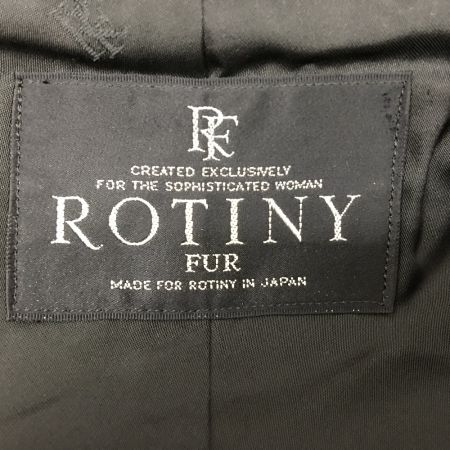 RF
CREATED EXCLUSIVELY
FOR THE SOPHISTICATED WOMAN
ROTINY
FUR
MADE FOR ROTINY IN JAPAN